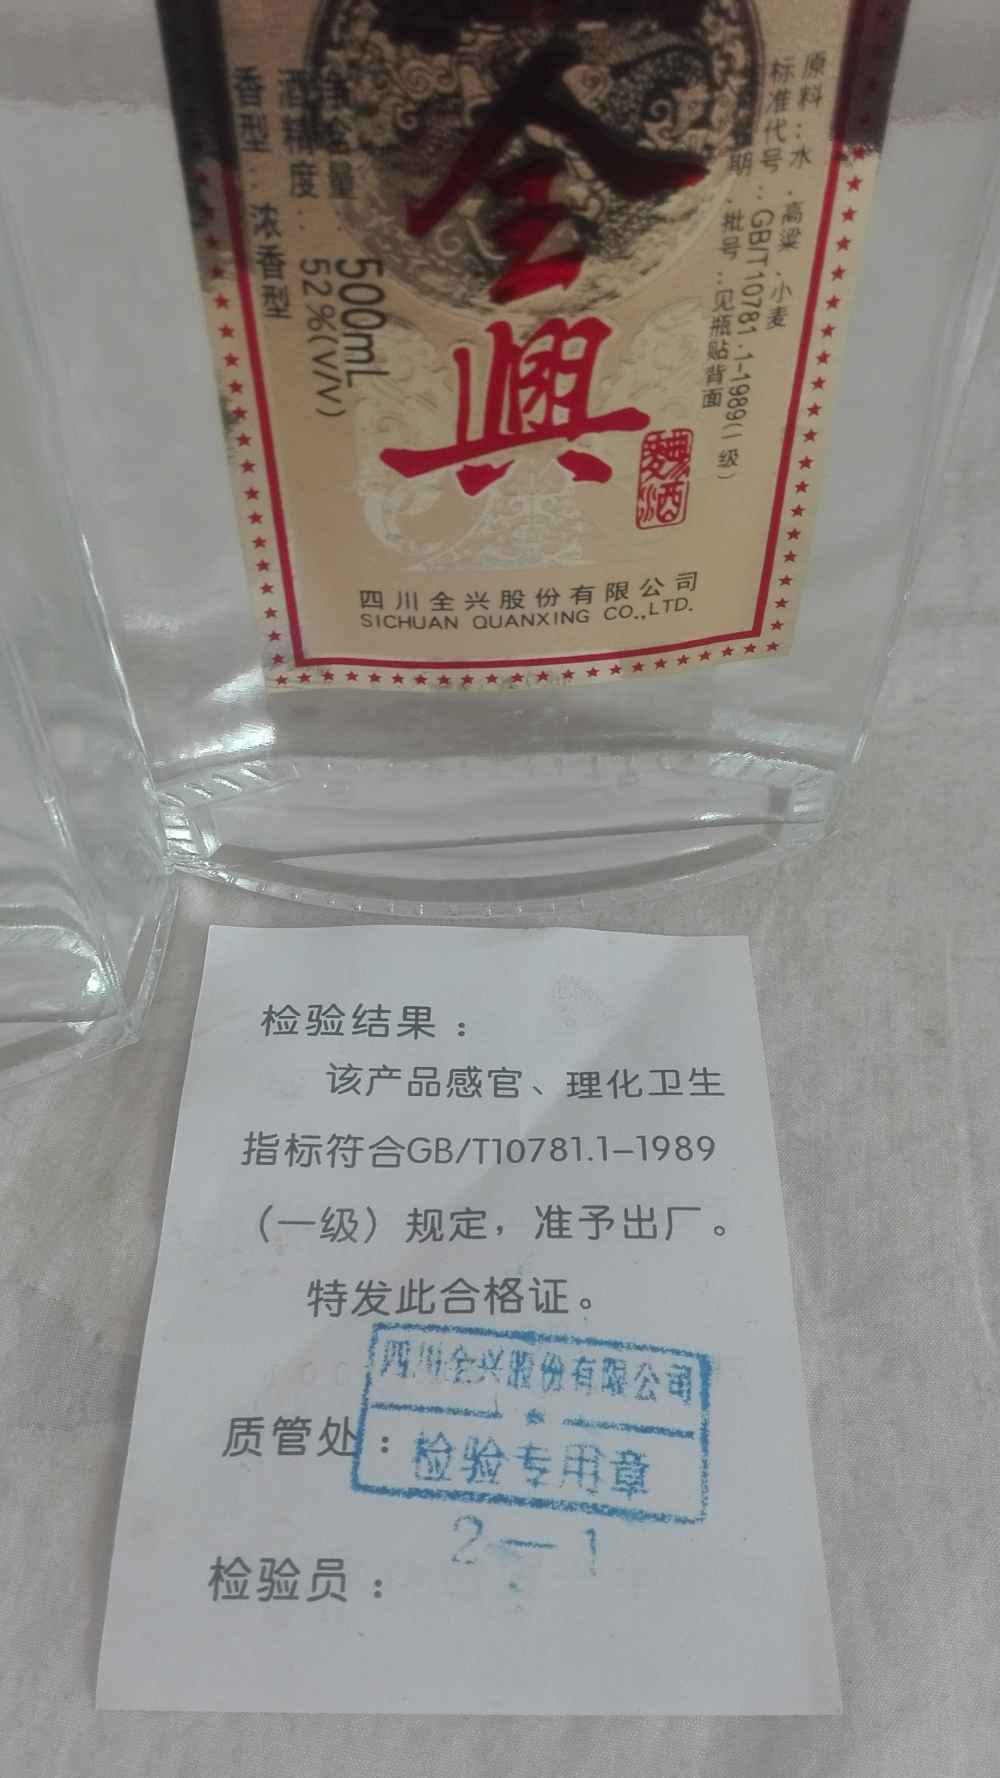 全興
原料：水、高粱、小麦
标准代号：GB/T10781.1-1989(一级)
期、批号：见瓶贴背面
净含量：500mL
酒精度：52%(V/V)
香型：浓香型
四川全兴股份有限公司
SICHUAN QUANXING CO.,LTD.
检验结果：
该产品感官、理化卫生
指标符合GB/T10781.1-1989
（一级）规定，准予出厂。
特发此合格证。
四川全兴股份有限公司
质管处：
检验专用章
2-1
检验员：